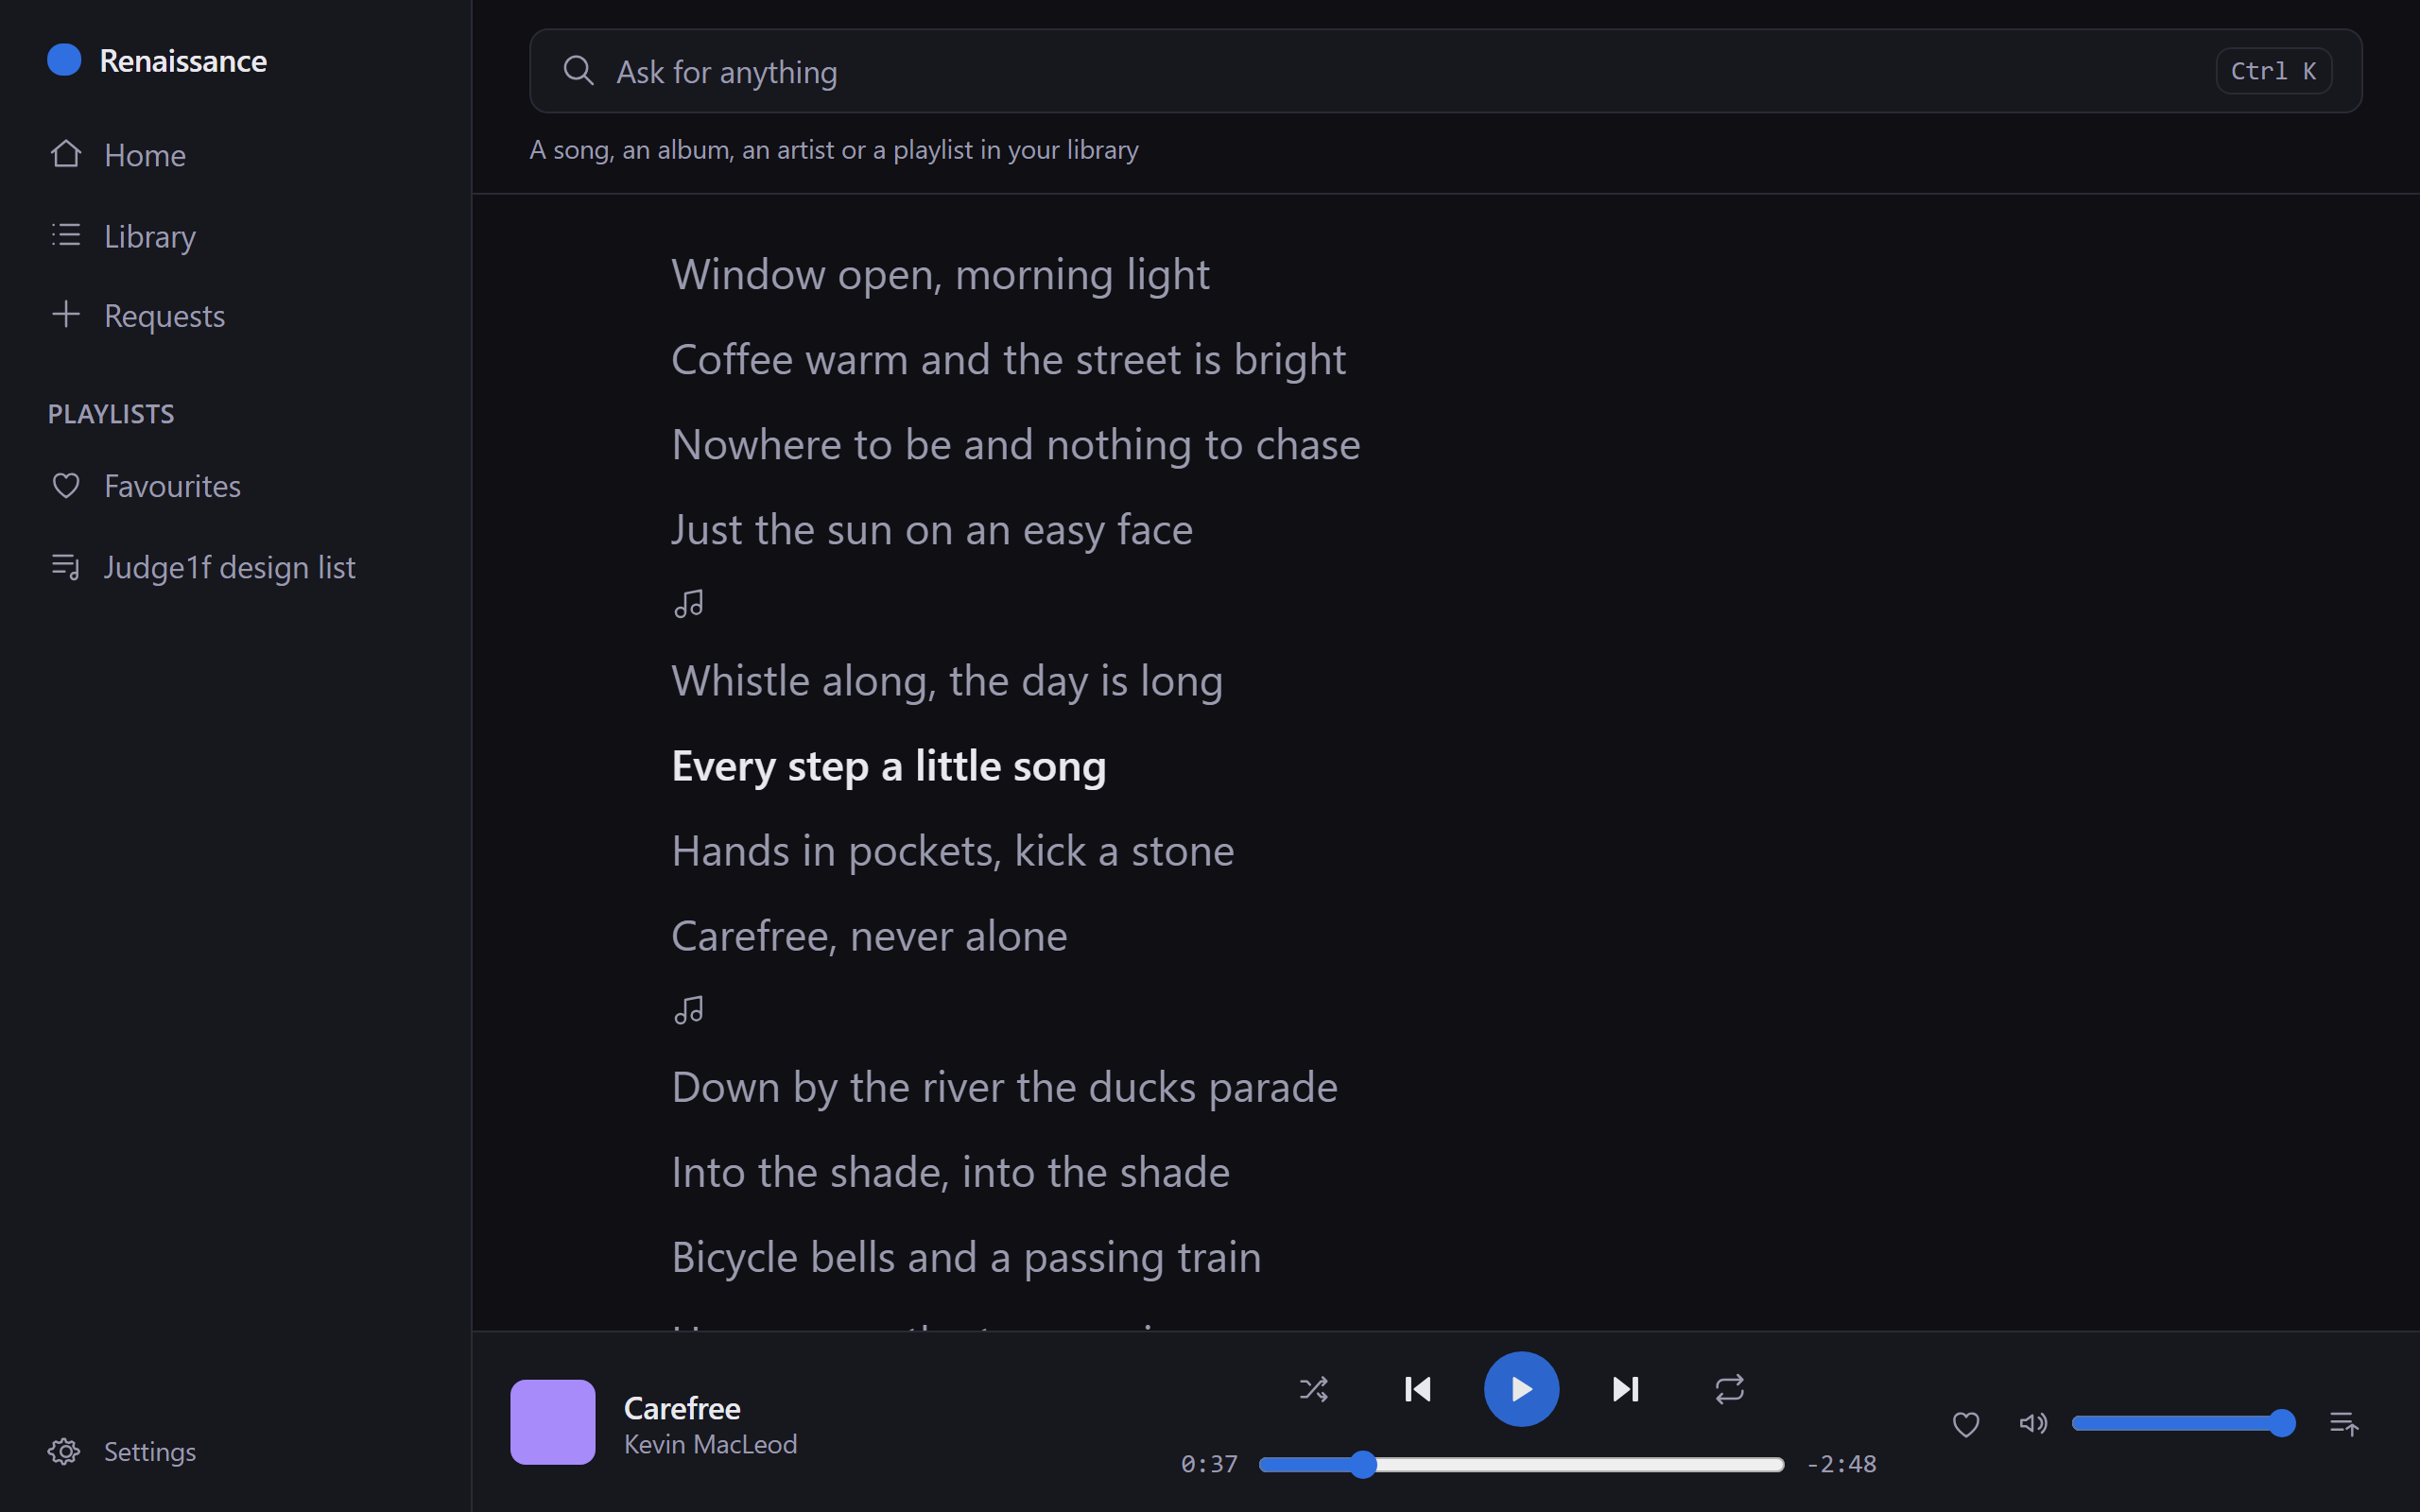 Renaissance
Home
Library
Requests
PLAYLISTS
Favourites
Judge1f design list
Settings
Ask for anything
Ctrl K
A song, an album, an artist or a playlist in your library
Window open, morning light
Coffee warm and the street is bright
Nowhere to be and nothing to chase
Just the sun on an easy face
Whistle along, the day is long
Every step a little song
Hands in pockets, kick a stone
Carefree, never alone
Down by the river the ducks parade
Into the shade, into the shade
Bicycle bells and a passing train
Carefree
Kevin MacLeod
0:37
-2:48